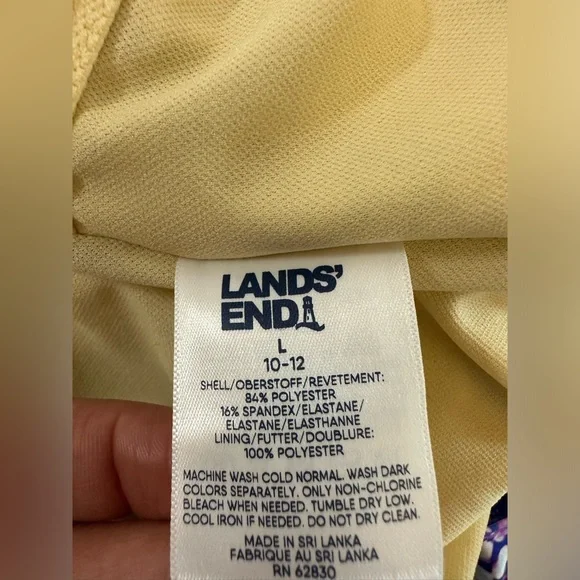 LANDS'
END
L
10-12
SHELL/OBERSTOFF/REVETEMENT:
84% POLYESTER
16% SPANDEX/ELASTANE/
ELASTANE/ELASTHANNE
LINING/FUTTER/DOUBLURE:
100% POLYESTER
MACHINE WASH COLD NORMAL. WASH DARK
COLORS SEPARATELY. ONLY NON-CHLORINE
BLEACH WHEN NEEDED. TUMBLE DRY LOW.
COOL IRON IF NEEDED. DO NOT DRY CLEAN.
MADE IN SRI LANKA
FABRIQUE AU SRI LANKA
RN 62830